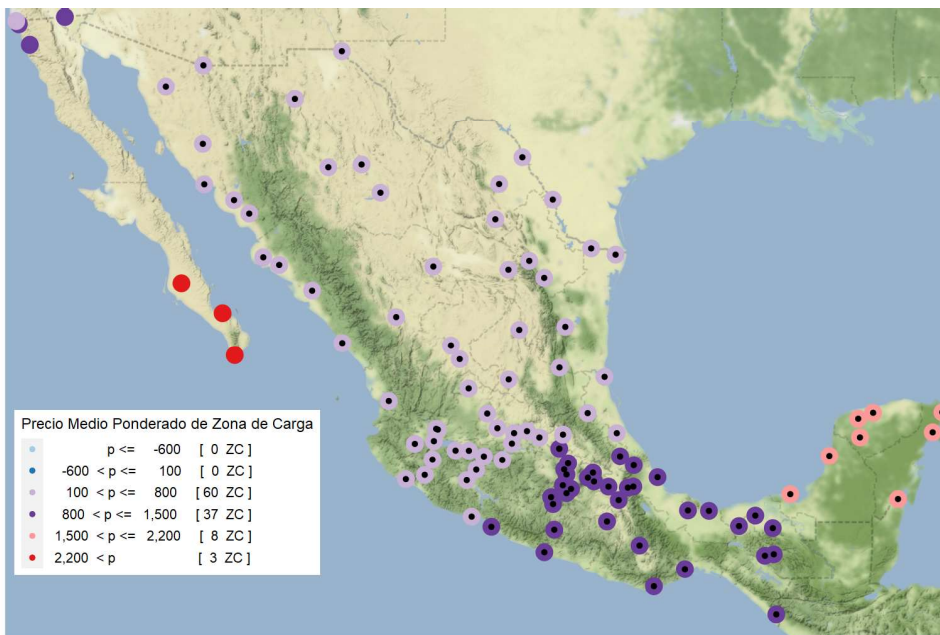 Precio Medio Ponderado de Zona de Carga
p <= -600 [ 0 ZC ]
-600 < p <= 100 [ 0 ZC ]
100 < p <= 800 [ 60 ZC ]
800 < p <= 1,500 [ 37 ZC ]
1,500 < p <= 2,200 [ 8 ZC ]
2,200 < p [ 3 ZC ]